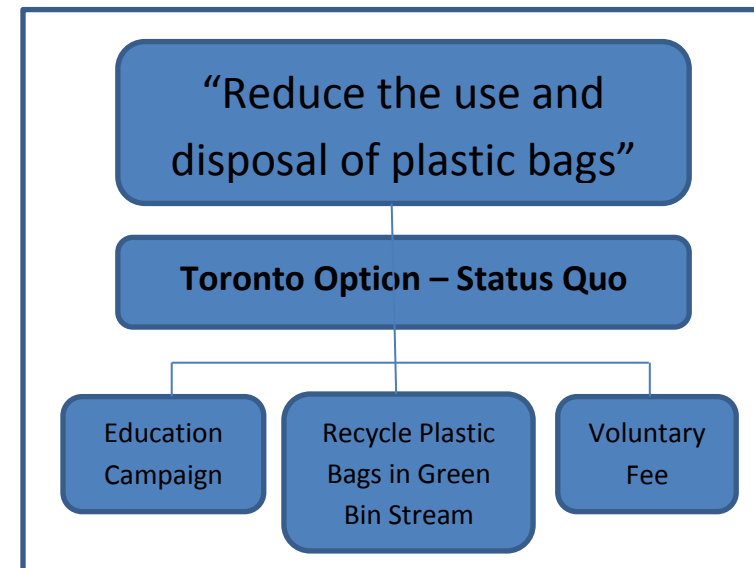 “Reduce the use and
disposal of plastic bags”
Toronto Option – Status Quo
Education
Campaign
Recycle Plastic
Bags in Green
Bin Stream
Voluntary
Fee